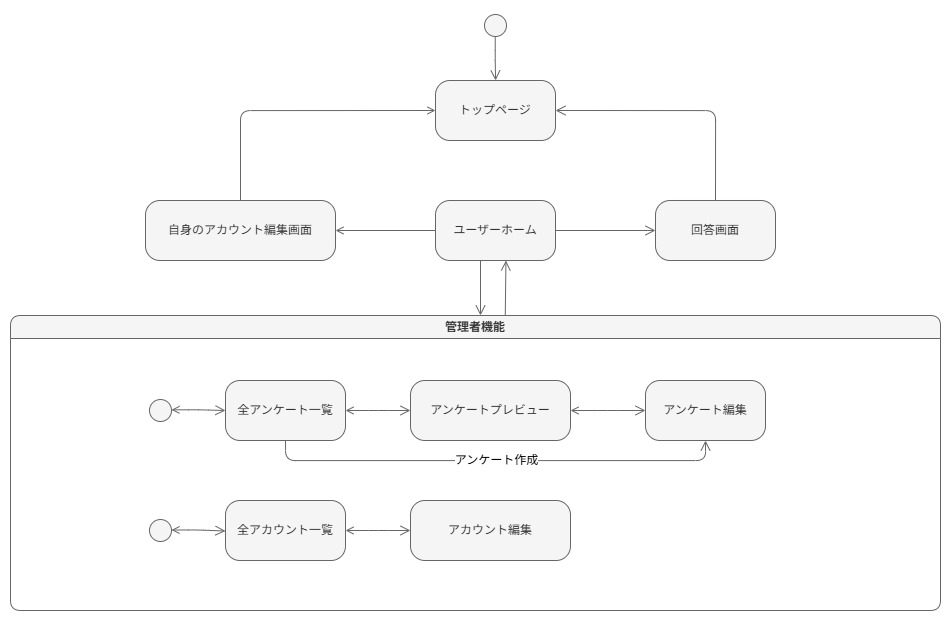 トップページ
自身のアカウント編集画面
ユーザーホーム
回答画面
管理者機能
全アンケート一覧
アンケートプレビュー
アンケート編集
アンケート作成
全アカウント一覧
アカウント編集